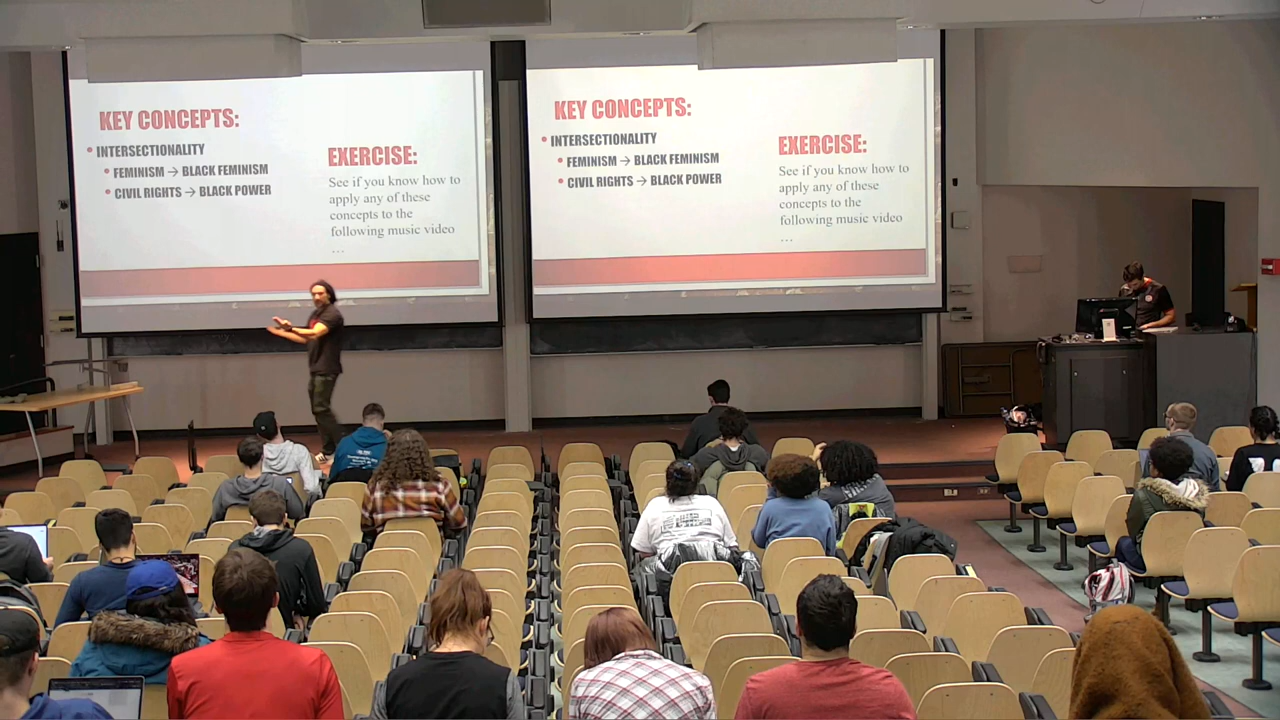 KEY CONCEPTS:
• INTERSECTIONALITY
• FEMINISM → BLACK FEMINISM
• CIVIL RIGHTS → BLACK POWER
EXERCISE:
See if you know how to
apply any of these
concepts to the
following music video
...
KEY CONCEPTS:
• INTERSECTIONALITY
• FEMINISM → BLACK FEMINISM
• CIVIL RIGHTS → BLACK POWER
EXERCISE:
See if you know how to
apply any of these
concepts to the
following music video
...